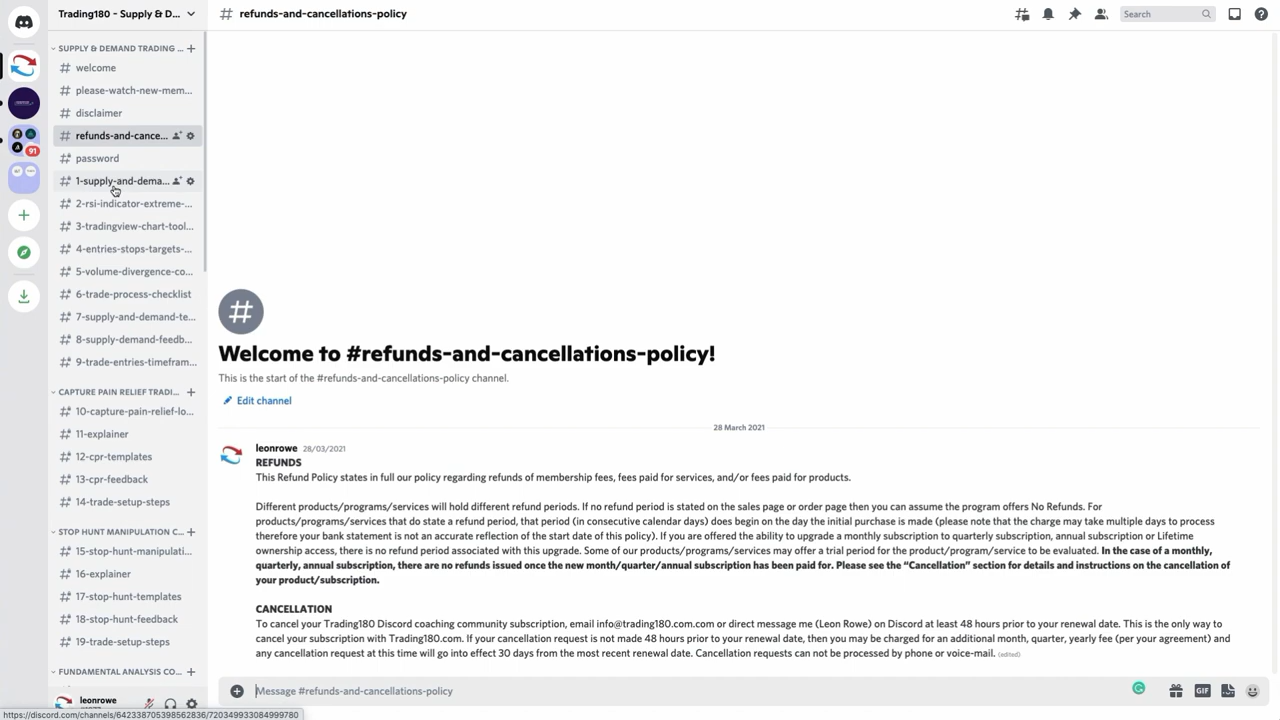 Trading180 - Supply & D...
refunds-and-cancellations-policy
Search
SUPPLY & DEMAND TRADING ...
welcome
please-watch-new-mem...
disclaimer
refunds-and-cance...
password
1-supply-and-dema...
2-rsi-indicator-extreme-...
3-tradingview-chart-tool...
4-entries-stops-targets-...
5-volume-divergence-co...
6-trade-process-checklist
7-supply-and-demand-te...
8-supply-demand-feedb...
9-trade-entries-timefram...
CAPTURE PAIN RELIEF TRADI...
10-capture-pain-relief-lo...
11-explainer
12-cpr-templates
13-cpr-feedback
14-trade-setup-steps
STOP HUNT MANIPULATION C...
15-stop-hunt-manipulati...
16-explainer
17-stop-hunt-templates
18-stop-hunt-feedback
19-trade-setup-steps
FUNDAMENTAL ANALYSIS CO...
leonrowe
91
Welcome to #refunds-and-cancellations-policy!
This is the start of the #refunds-and-cancellations-policy channel.
Edit channel
28 March 2021
leonrowe 28/03/2021
REFUNDS
This Refund Policy states in full our policy regarding refunds of membership fees, fees paid for services, and/or fees paid for products.
Different products/programs/services will hold different refund periods. If no refund period is stated on the sales page or order page then you can assume the program offers No Refunds. For
products/programs/services that do state a refund period, that period (in consecutive calendar days) does begin on the day the initial purchase is made (please note that the charge may take multiple days to process
therefore your bank statement is not an accurate reflection of the start date of this policy). If you are offered the ability to upgrade a monthly subscription to quarterly subscription, annual subscription or Lifetime
ownership access, there is no refund period associated with this upgrade. Some of our products/programs/services may offer a trial period for the product/program/service to be evaluated. In the case of a monthly,
quarterly, annual subscription, there are no refunds issued once the new month/quarter/annual subscription has been paid for. Please see the “Cancellation” section for details and instructions on the cancellation of
your product/subscription.
CANCELLATION
To cancel your Trading180 Discord coaching community subscription, email info@trading180.com.com or direct message me (Leon Rowe) on Discord at least 48 hours prior to your renewal date. This is the only way to
cancel your subscription with Trading180.com. If your cancellation request is not made 48 hours prior to your renewal date, then you may be charged for an additional month, quarter, yearly fee (per your agreement) and
any cancellation request at this time will go into effect 30 days from the most recent renewal date. Cancellation requests can not be processed by phone or voice-mail. (edited)
Message #refunds-and-cancellations-policy
GIF
https://discord.com/channels/642338705398562836/720349933084999780